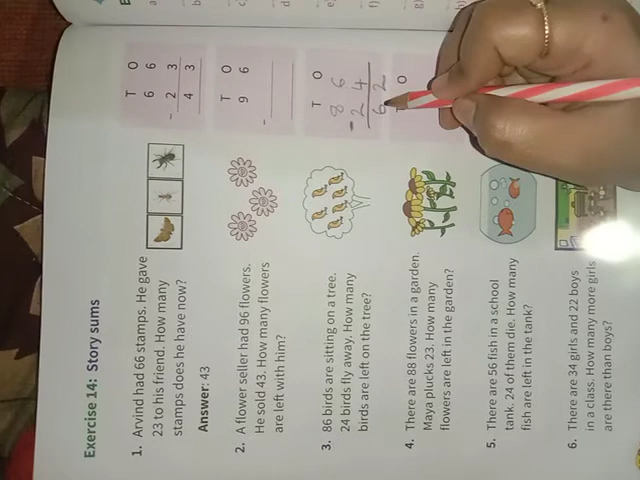 Exercise 14: Story sums
1. Arvind had 66 stamps. He gave
23 to his friend. How many
stamps does he have now?
Answer: 43
T O
6 6
- 2 3
4 3
2. A flower seller had 96 flowers.
He sold 43. How many flowers
are left with him?
T O
9 6
-
3. 86 birds are sitting on a tree.
24 birds fly away. How many
birds are left on the tree?
T O
8 6
- 2 4
6 2
4. There are 88 flowers in a garden.
Maya plucks 23. How many
flowers are left in the garden?
T O
5. There are 56 fish in a school
tank. 24 of them die. How many
fish are left in the tank?
6. There are 34 girls and 22 boys
in a class. How many more girls
are there than boys?